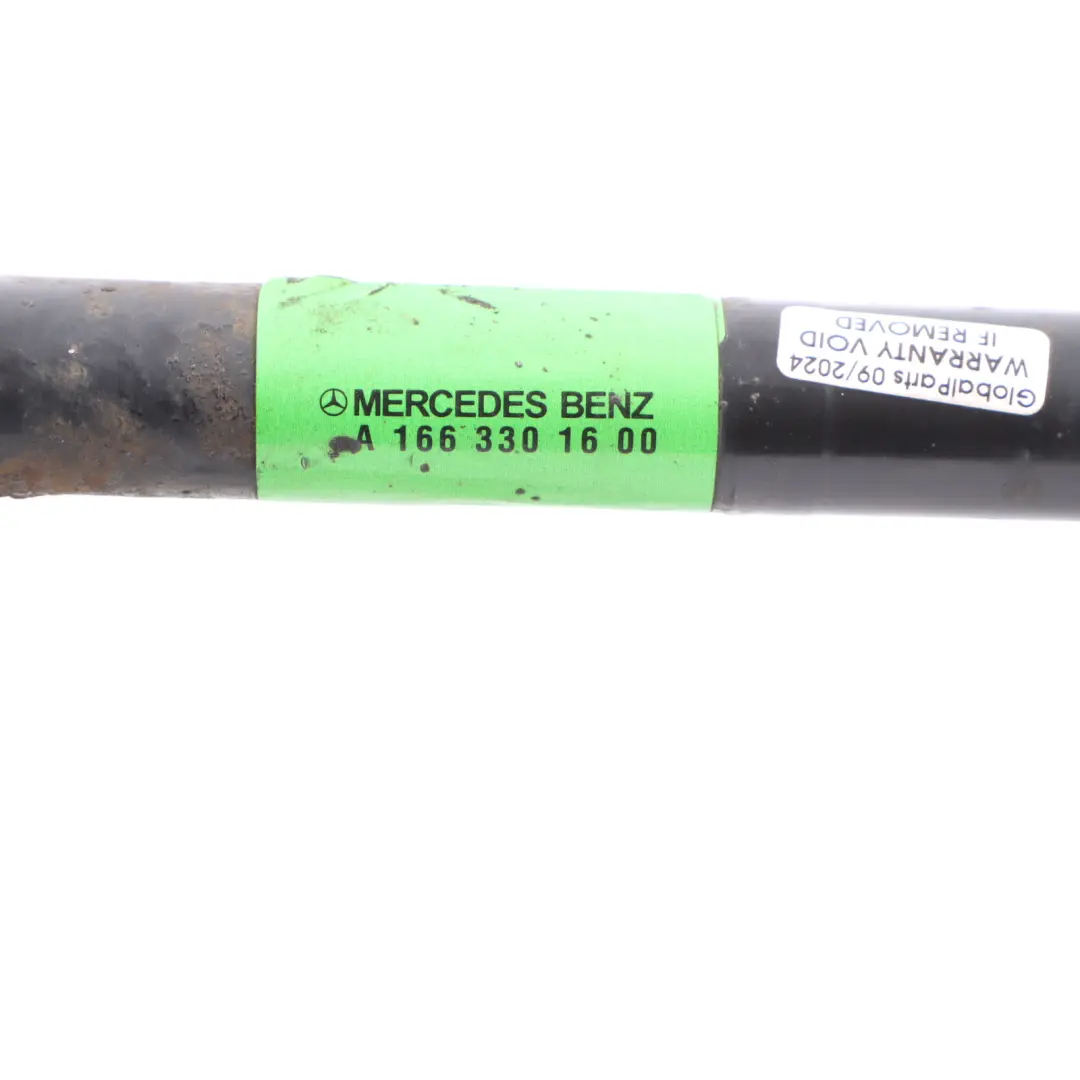 MERCEDES BENZ
A 166 330 16 00
GlobalParts 09/2024
WARRANTY VOID
IF REMOVED